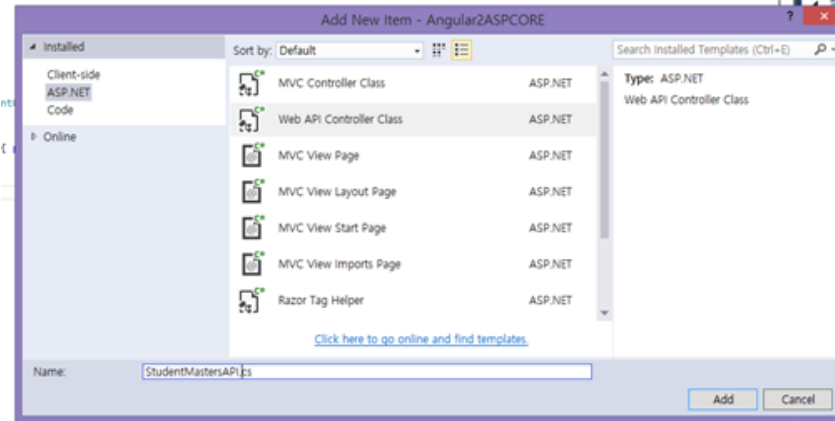 Add New Item - Angular2ASPCORE
? ×
Installed
Sort by: Default
Search Installed Templates (Ctrl+E)
Client-side
ASP.NET
Code
Online
MVC Controller Class ASP.NET
Web API Controller Class ASP.NET
MVC View Page ASP.NET
MVC View Layout Page ASP.NET
MVC View Start Page ASP.NET
MVC View Imports Page ASP.NET
Razor Tag Helper ASP.NET
Type: ASP.NET
Web API Controller Class
Click here to go online and find templates.
Name: StudentMastersAPI.cs
Add Cancel